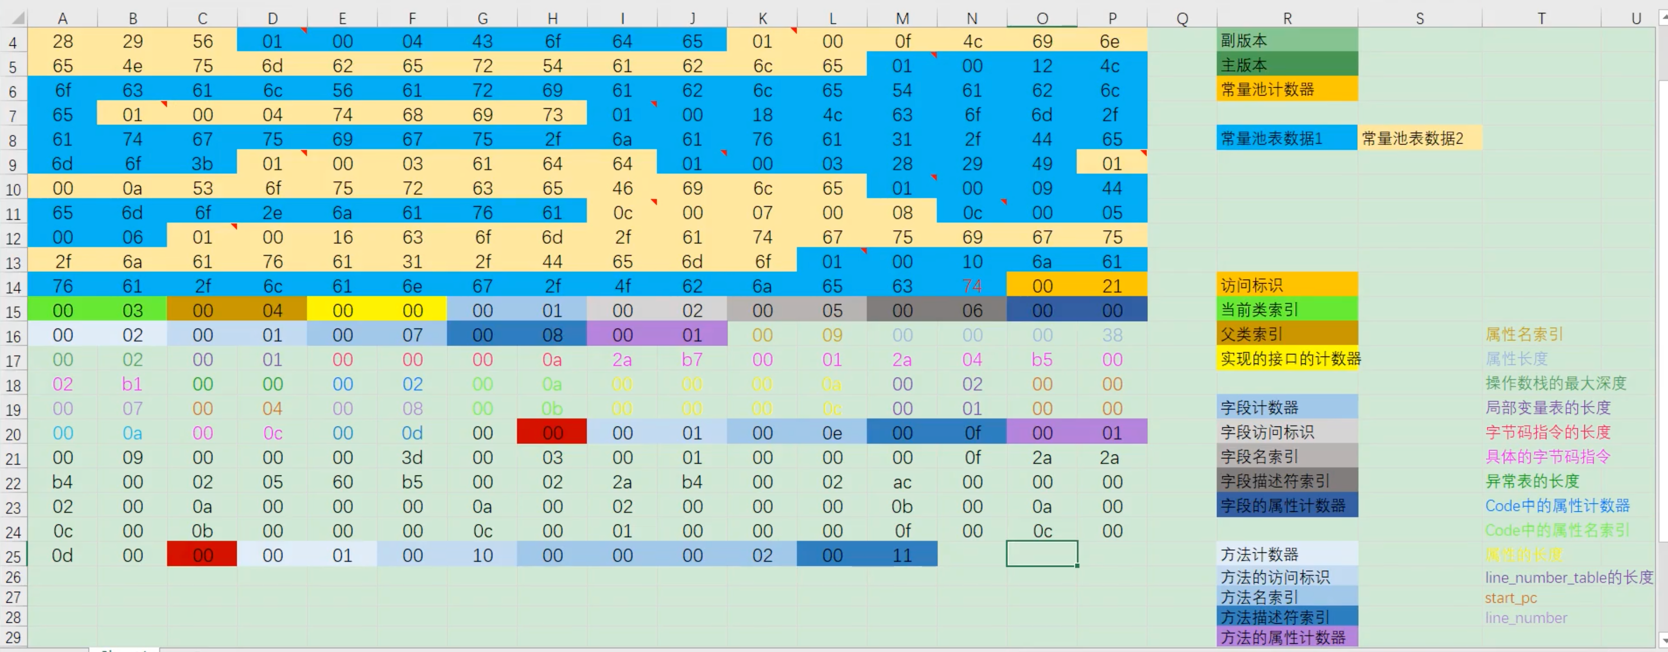 A B C D E F G H I J K L M N O P Q R S T U
4 28 29 56 01 00 04 43 6f 64 65 01 00 0f 4c 69 6e 副版本
5 65 4e 75 6d 62 65 72 54 61 62 6c 65 01 00 12 4c 主版本
6 6f 63 61 6c 56 61 72 69 61 62 6c 65 54 61 62 6c 常量池计数器
7 65 01 00 04 74 68 69 73 01 00 18 4c 63 6f 6d 2f
8 61 74 67 75 69 67 75 2f 6a 61 76 61 31 2f 44 65 常量池表数据1 常量池表数据2
9 6d 6f 3b 01 00 03 61 64 64 01 00 03 28 29 49 01
10 00 0a 53 6f 75 72 63 65 46 69 6c 65 01 00 09 44
11 65 6d 6f 2e 6a 61 76 61 0c 00 07 00 08 0c 00 05
12 00 06 01 00 16 63 6f 6d 2f 61 74 67 75 69 67 75
13 2f 6a 61 76 61 31 2f 44 65 6d 6f 01 00 10 6a 61
14 76 61 2f 6c 61 6e 67 2f 4f 62 6a 65 63 74 00 21 访问标识
15 00 03 00 04 00 00 00 01 00 02 00 05 00 06 00 00 当前类索引
16 00 02 00 01 00 07 00 08 00 01 00 09 00 00 00 38 父类索引 属性名索引
17 00 02 00 01 00 00 00 0a 2a b7 00 01 2a 04 b5 00 实现的接口的计数器 属性长度
18 02 b1 00 00 00 02 00 0a 00 00 00 0a 00 02 00 00 操作数栈的最大深度
19 00 07 00 04 00 08 00 0b 00 00 00 0c 00 01 00 00 字段计数器 局部变量表的长度
20 00 0a 00 0c 00 0d 00 00 00 01 00 0e 00 0f 00 01 字段访问标识 字节码指令的长度
21 00 09 00 00 00 3d 00 03 00 01 00 00 00 0f 2a 2a 字段名索引 具体的字节码指令
22 b4 00 02 05 60 b5 00 02 2a b4 00 02 ac 00 00 00 字段描述符索引 异常表的长度
23 02 00 0a 00 00 00 0a 00 02 00 00 00 0b 00 0a 00 字段的属性计数器 Code中的属性计数器
24 0c 00 0b 00 00 00 0c 00 01 00 00 00 0f 00 0c 00 Code中的属性名索引
25 0d 00 00 00 01 00 10 00 00 00 02 00 11 方法计数器 属性的长度
26 方法的访问标识 line_number_table的长度
27 方法名索引 start_pc
28 方法描述符索引 line_number
29 方法的属性计数器